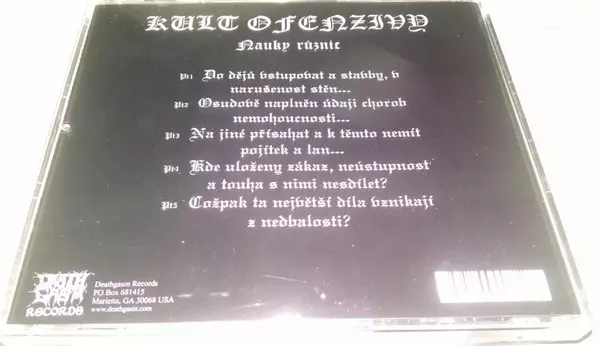 KULT OFENZIVY
Nauky různic
Pt1 Do dějů vstupovat a stavby, v
narušenost stěn...
Pt2 Osudově naplněn údaji chorob
nemohoucnosti...
Pt3 Na jiné přísahat a k těmto nemít
pojítek a lan...
Pt4 Kde uloženy zákaz, neústupnost
a touha s nimi nesdílet?
Pt5 Cožpak ta největší díla vznikají
z nedbalosti?
DEATH
GASM
RECORDS
Deathgasm Records
PO Box 681415
Marietta, GA 30068 USA
www.deathgasm.com